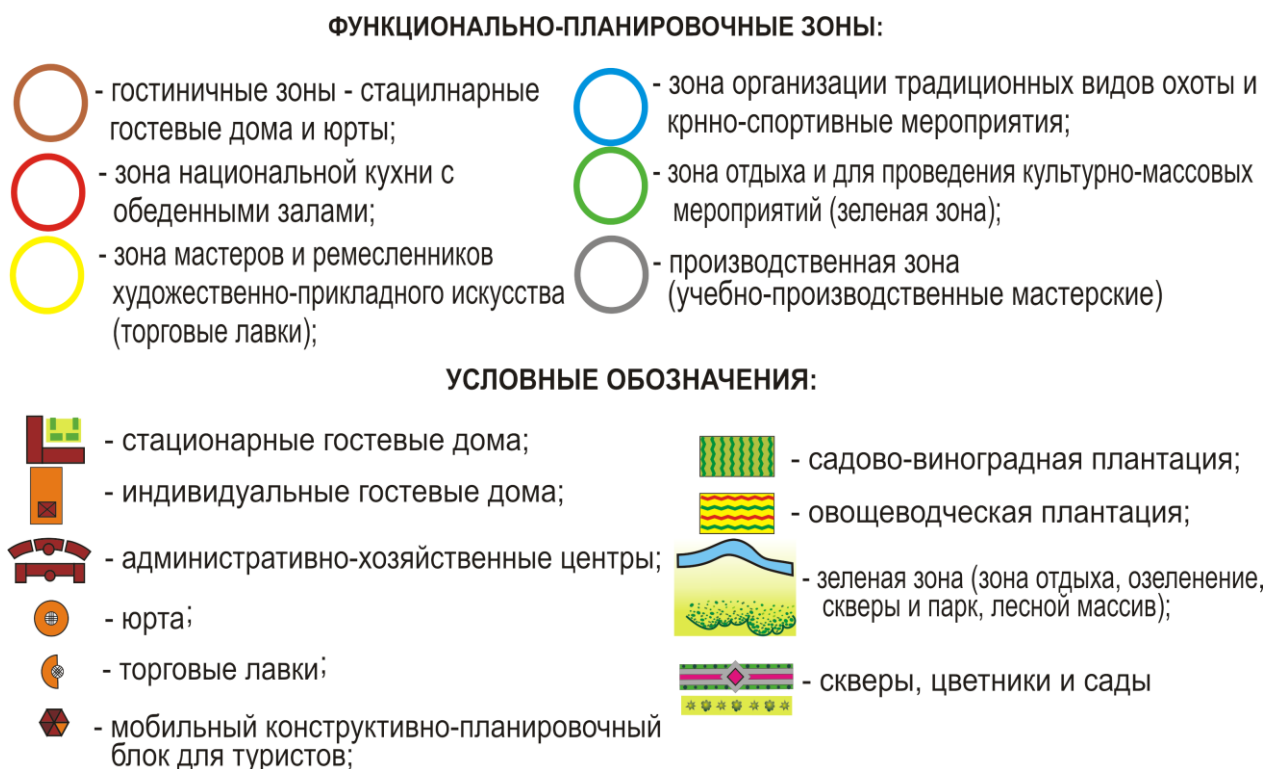 ФУНКЦИОНАЛЬНО-ПЛАНИРОВОЧНЫЕ ЗОНЫ:
- гостиничные зоны - стацилнарные
гостевые дома и юрты;
- зона национальной кухни с
обеденными залами;
- зона мастеров и ремесленников
художественно-прикладного искусства
(торговые лавки);
- зона организации традиционных видов охоты и
крнно-спортивные мероприятия;
- зона отдыха и для проведения культурно-массовых
мероприятий (зеленая зона);
- производственная зона
(учебно-производственные мастерские)
УСЛОВНЫЕ ОБОЗНАЧЕНИЯ:
- стационарные гостевые дома;
- индивидуальные гостевые дома;
- административно-хозяйственные центры;
- юрта;
- торговые лавки;
- мобильный конструктивно-планировочный
блок для туристов;
- садово-виноградная плантация;
- овощеводческая плантация;
- зеленая зона (зона отдыха, озеленение,
скверы и парк, лесной массив);
- скверы, цветники и сады